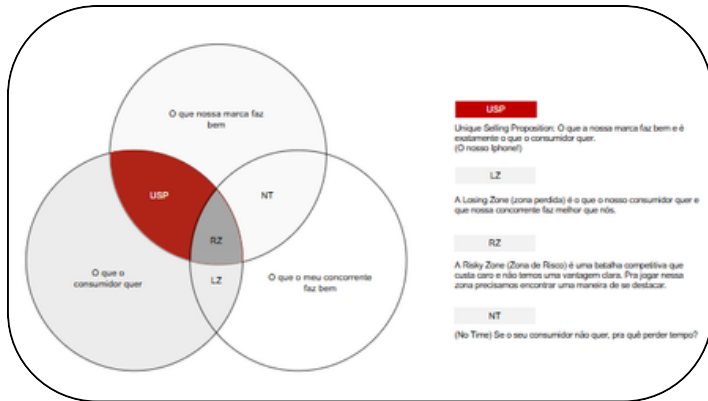 O que nossa marca faz
bem
USP
NT
RZ
LZ
O que o
consumidor quer
O que o meu concorrente
faz bem
USP
Unique Selling Proposition: O que a nossa marca faz bem e é
exatamente o que o consumidor quer.
(O nosso Iphone!)
LZ
A Losing Zone (zona perdida) é o que o nosso consumidor quer e
que nossa concorrente faz melhor que nós.
RZ
A Risky Zone (Zona de Risco) é uma batalha competitiva que
custa caro e não temos uma vantagem clara. Pra jogar nessa
zona precisamos encontrar uma maneira de se destacar.
NT
(No Time) Se o seu consumidor não quer, pra quê perder tempo?